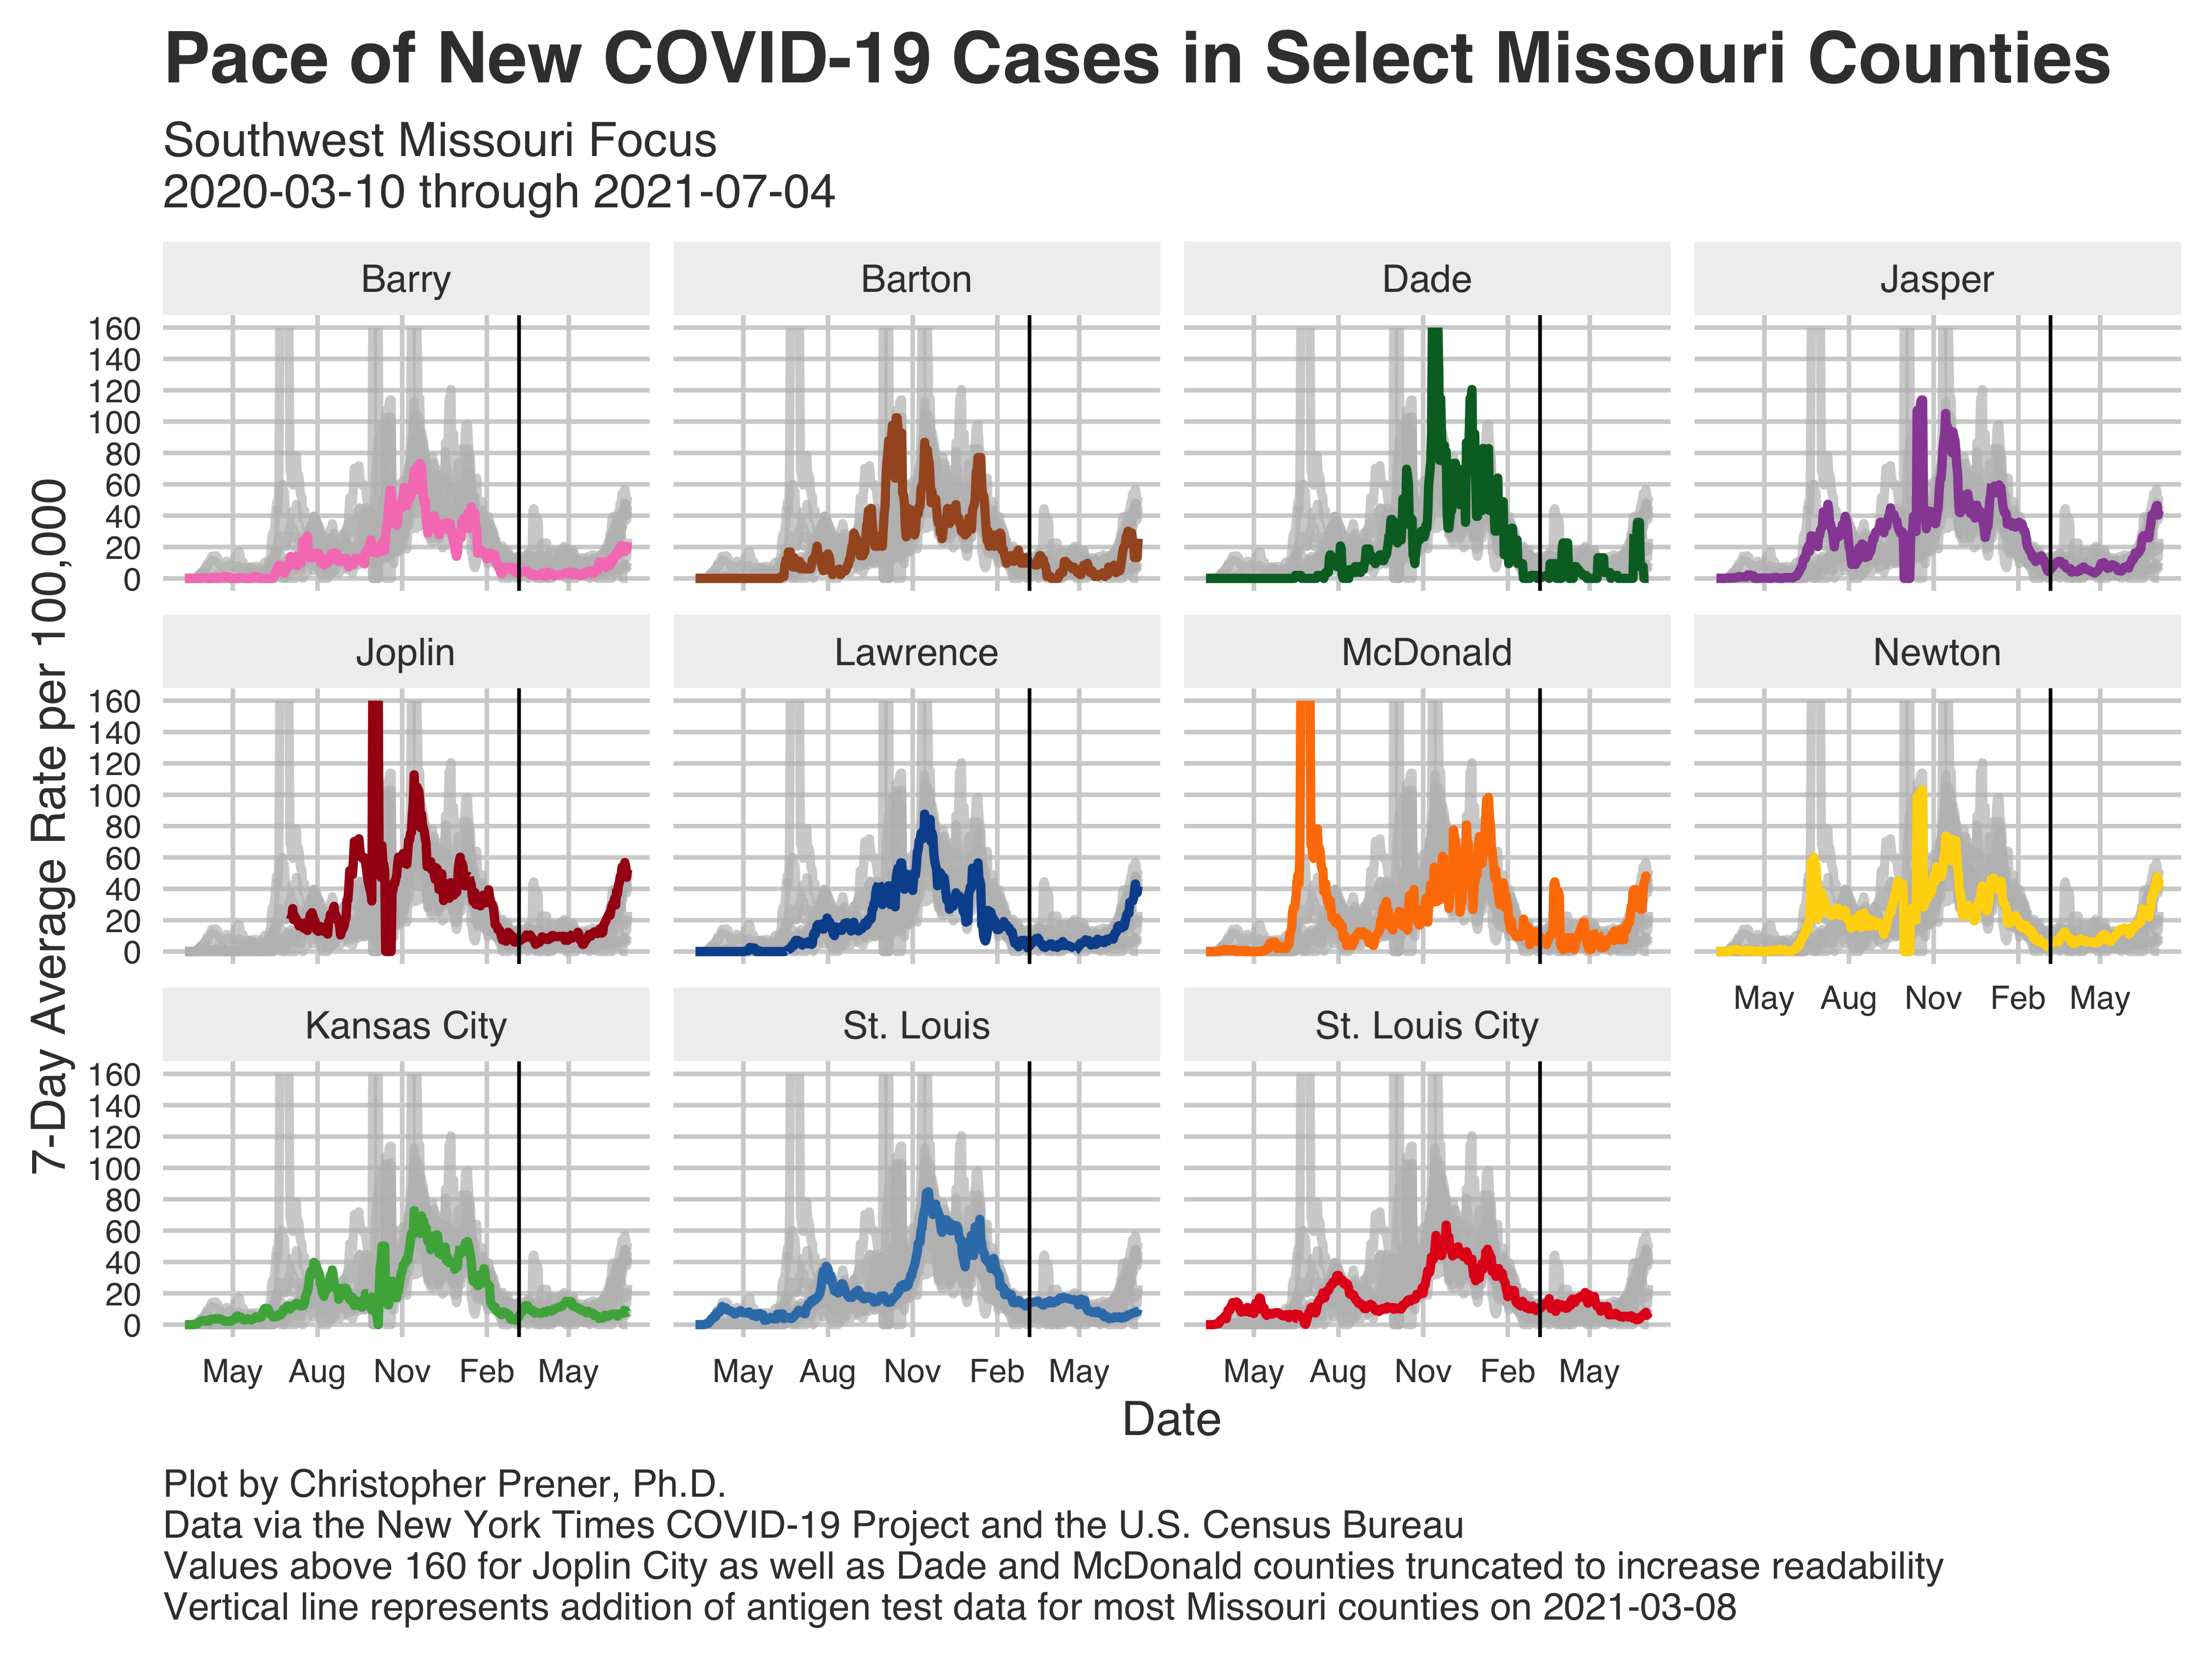 Pace of New COVID-19 Cases in Select Missouri Counties
Southwest Missouri Focus
2020-03-10 through 2021-07-04
7-Day Average Rate per 100,000
Barry
Barton
Dade
Jasper
160
140
120
100
80
60
40
20
0
Joplin
Lawrence
McDonald
Newton
160
140
120
100
80
60
40
20
0
May Aug Nov Feb May
Kansas City
St. Louis
St. Louis City
160
140
120
100
80
60
40
20
0
May Aug Nov Feb May
May Aug Nov Feb May
May Aug Nov Feb May
Date
Plot by Christopher Prener, Ph.D.
Data via the New York Times COVID-19 Project and the U.S. Census Bureau
Values above 160 for Joplin City as well as Dade and McDonald counties truncated to increase readability
Vertical line represents addition of antigen test data for most Missouri counties on 2021-03-08